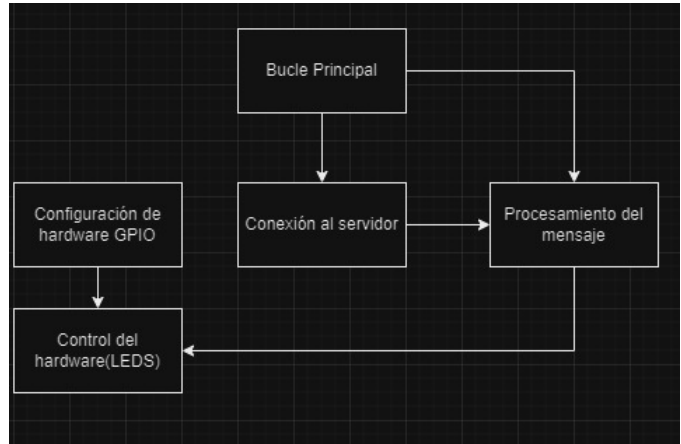 Bucle Principal
Configuración de
hardware GPIO
Conexión al servidor
Procesamiento del
mensaje
Control del
hardware(LEDS)